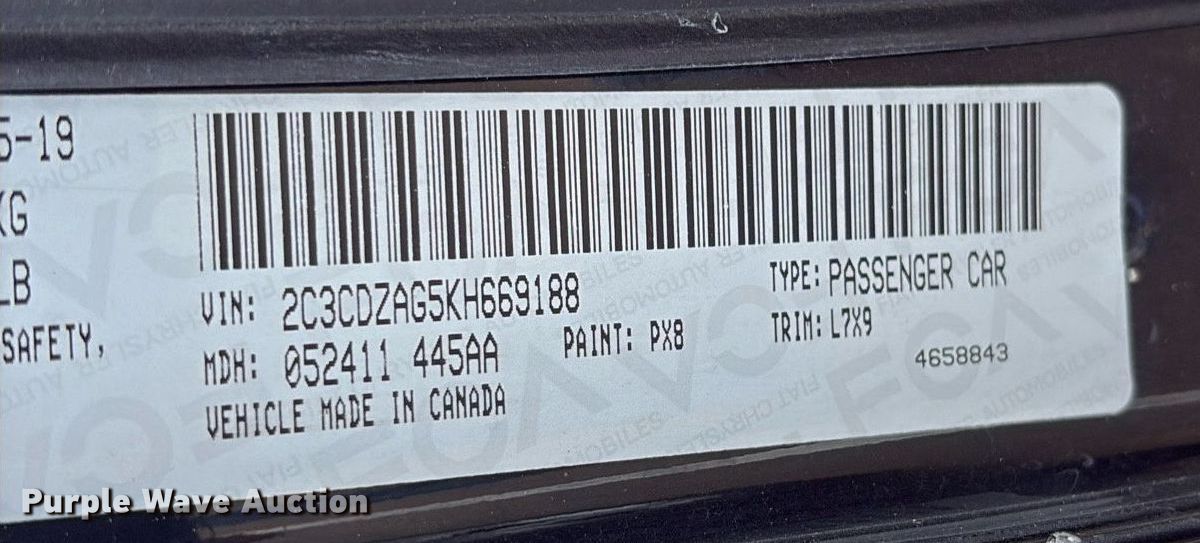 5-19
KG
LB
SAFETY,
VIN: 2C3CDZAG5KH669188
TYPE: PASSENGER CAR
MDH: 052411 445AA
PAINT: PX8
TRIM: L7X9
4658843
VEHICLE MADE IN CANADA
Purple Wave Auction